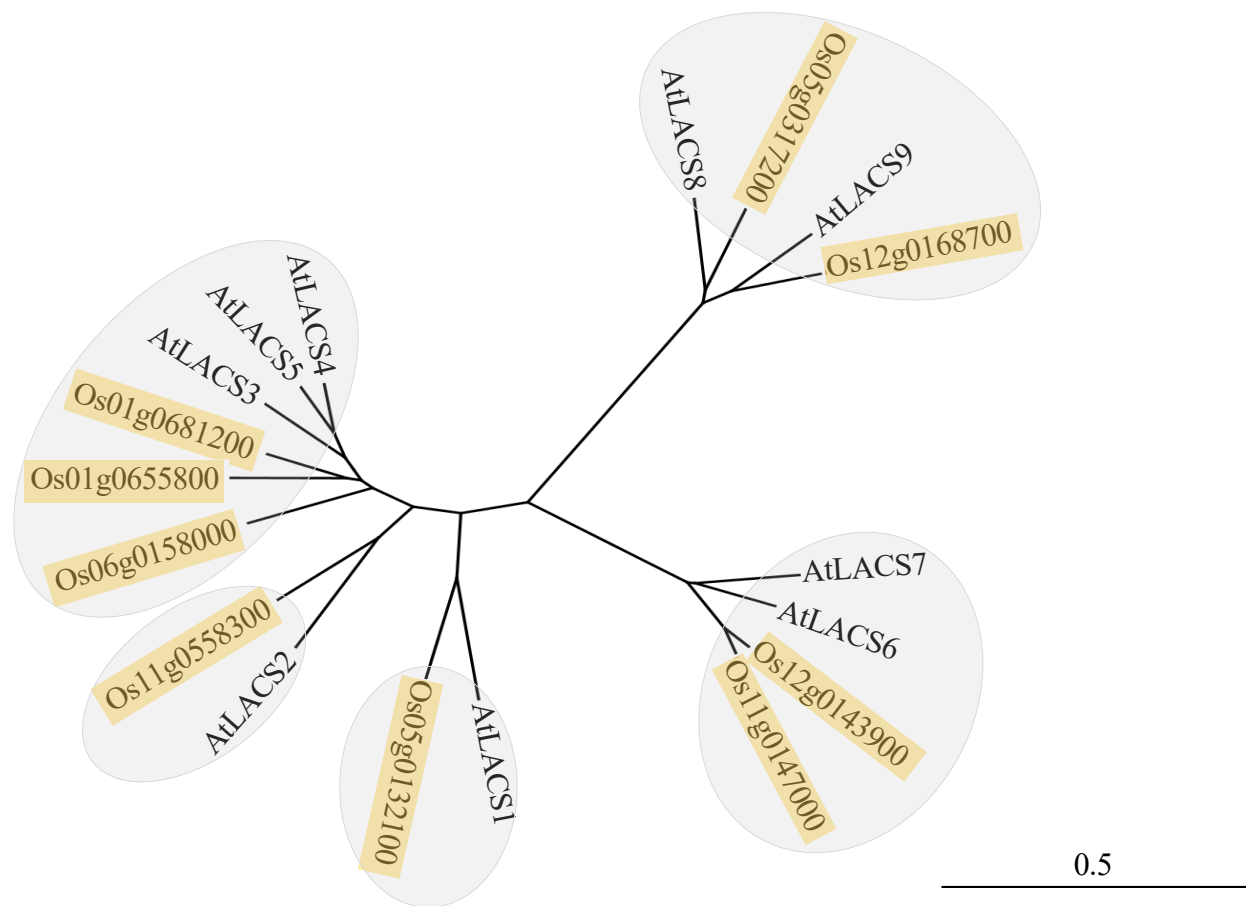 Os05g0317200
AtLACS8
AtLACS9
Os12g0168700
AtLACS4
AtLACS5
AtLACS3
Os01g0681200
Os01g0655800
Os06g0158000
Os11g0558300
AtLACS2
Os05g0132100
AtLACS1
AtLACS7
AtLACS6
Os12g0143900
Os11g0147000
0.5